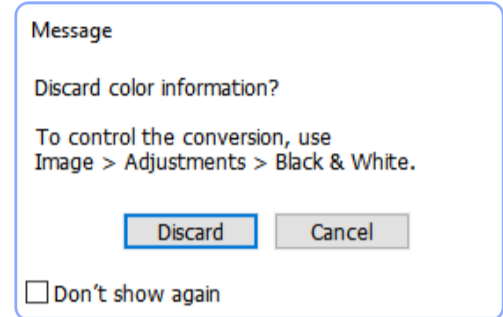 Message
Discard color information?
To control the conversion, use
Image > Adjustments > Black & White.
Discard
Cancel
Don't show again